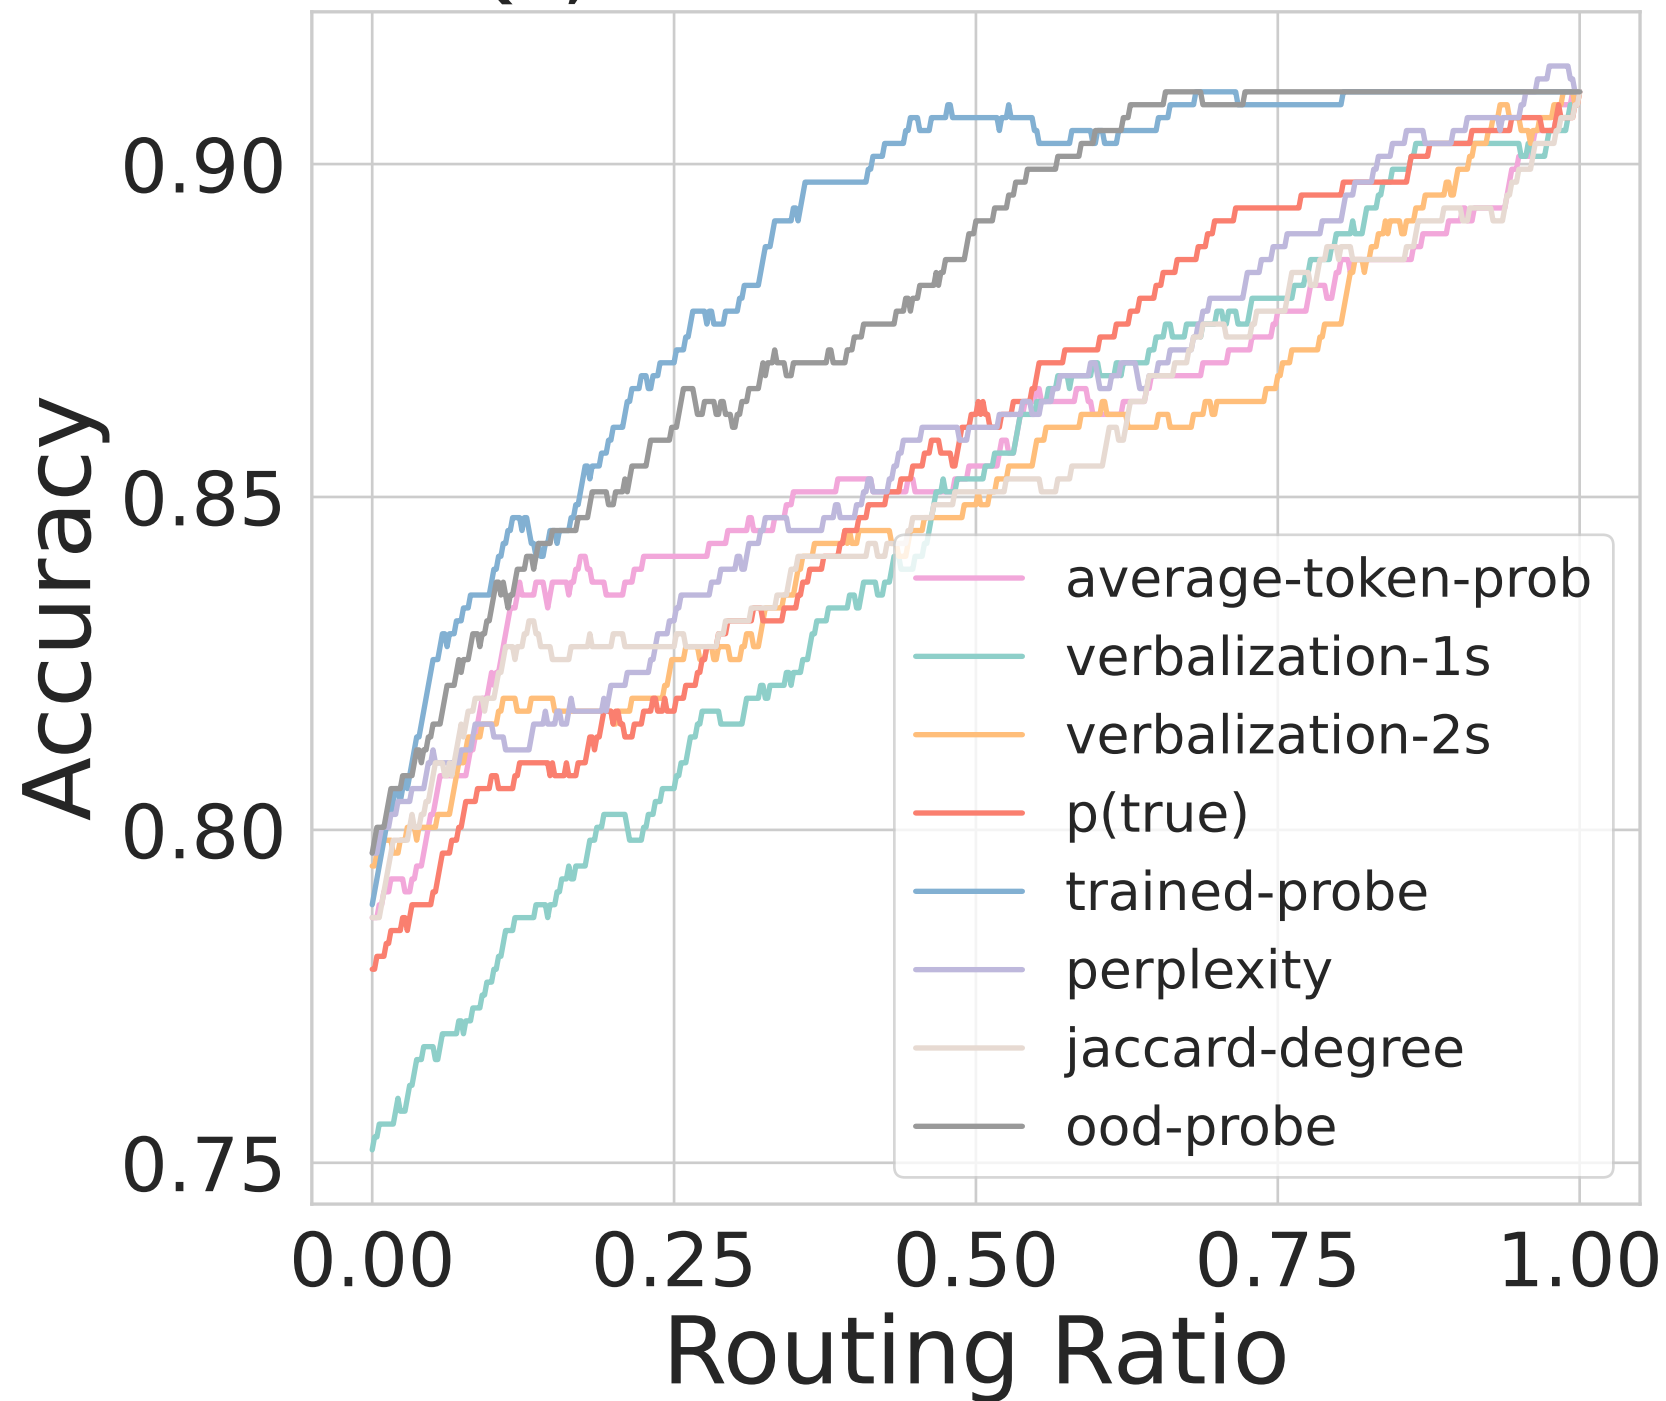 0.90
0.85
0.80
0.75
Accuracy
average-token-prob
verbalization-1s
verbalization-2s
p(true)
trained-probe
perplexity
jaccard-degree
ood-probe
0.00 0.25 0.50 0.75 1.00
Routing Ratio